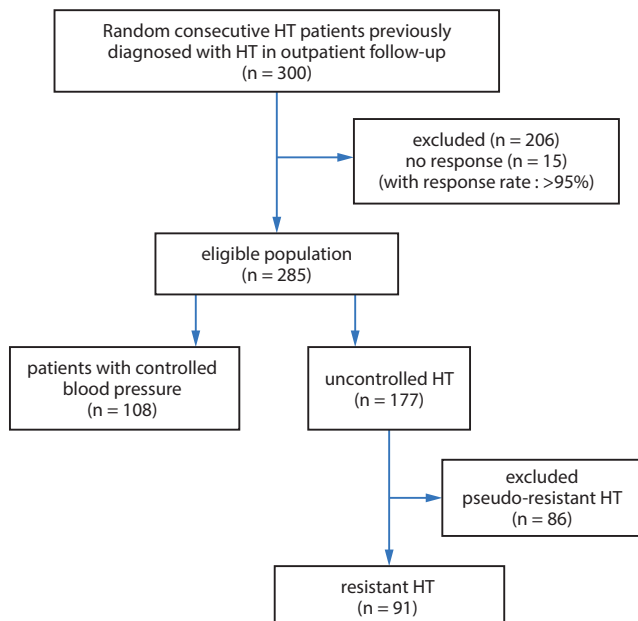 Random consecutive HT patients previously
diagnosed with HT in outpatient follow-up
(n = 300)
excluded (n = 206)
no response (n = 15)
(with response rate : >95%)
eligible population
(n = 285)
patients with controlled
blood pressure
(n = 108)
uncontrolled HT
(n = 177)
excluded
pseudo-resistant HT
(n = 86)
resistant HT
(n = 91)